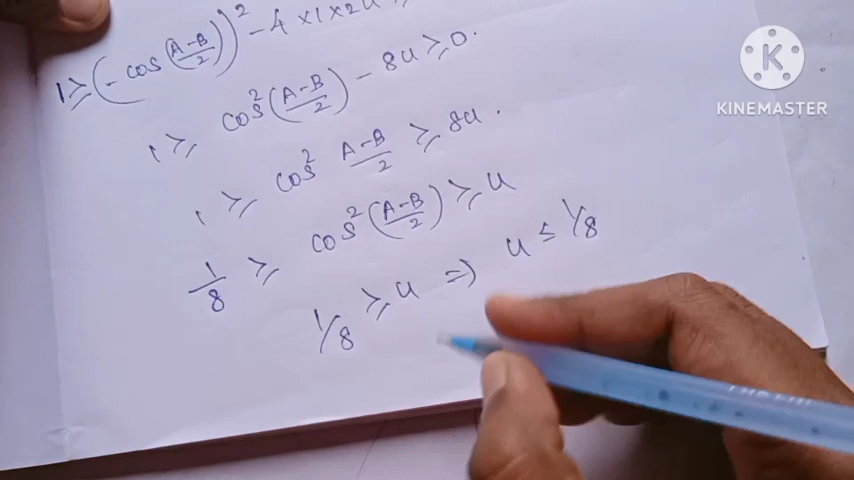 1 ≥ (-cos(A-B/2))² - 4×1×2u
1 ≥ cos²(A-B/2) - 8u ≥ 0.
1 ≥ cos² A-B/2 ≥ 8u.
1/8 ≥ cos²(A-B/2) ≥ u
1/8 ≥ u ⇒ u ≤ 1/8
K
KINEMASTER